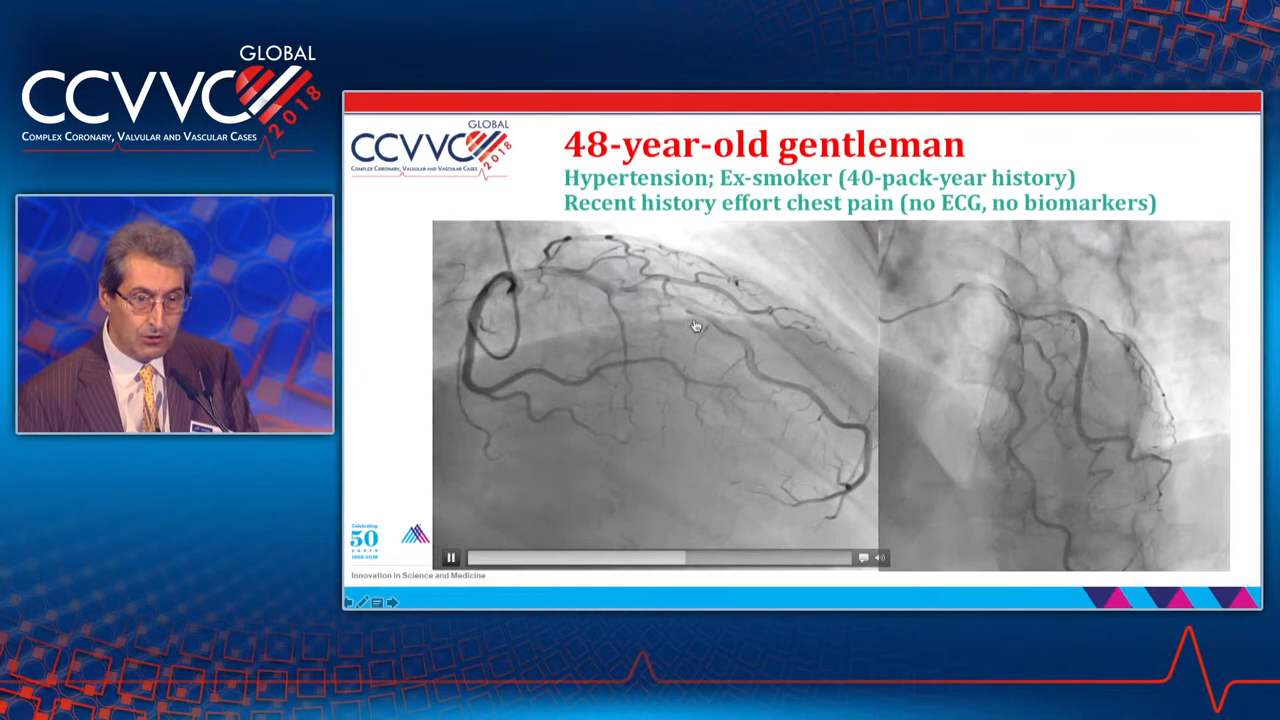 GLOBAL
CCVVC
2018
COMPLEX CORONARY, VALVULAR AND VASCULAR CASES
GLOBAL
CCVVC
2018
COMPLEX CORONARY, VALVULAR AND VASCULAR CASES
48-year-old gentleman
Hypertension; Ex-smoker (40-pack-year history)
Recent history effort chest pain (no ECG, no biomarkers)
Celebrating
50
years
1968-2018
Innovation in Science and Medicine